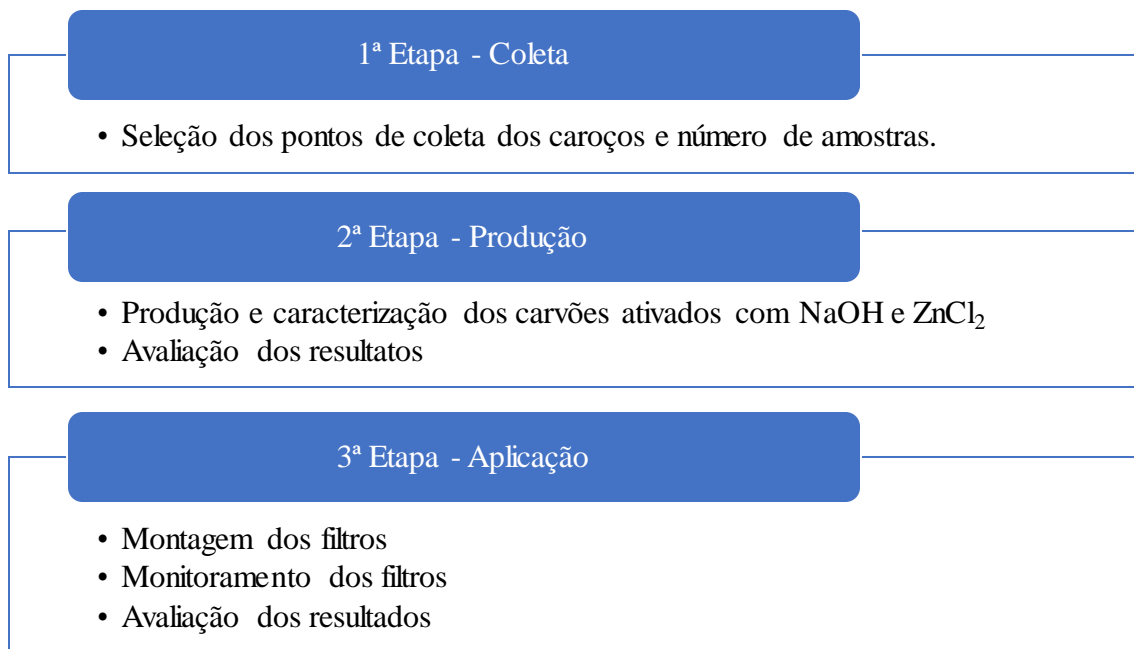 1ª Etapa - Coleta
• Seleção dos pontos de coleta dos caroços e número de amostras.
2ª Etapa - Produção
• Produção e caracterização dos carvões ativados com NaOH e ZnCl₂
• Avaliação dos resultatos
3ª Etapa - Aplicação
• Montagem dos filtros
• Monitoramento dos filtros
• Avaliação dos resultados